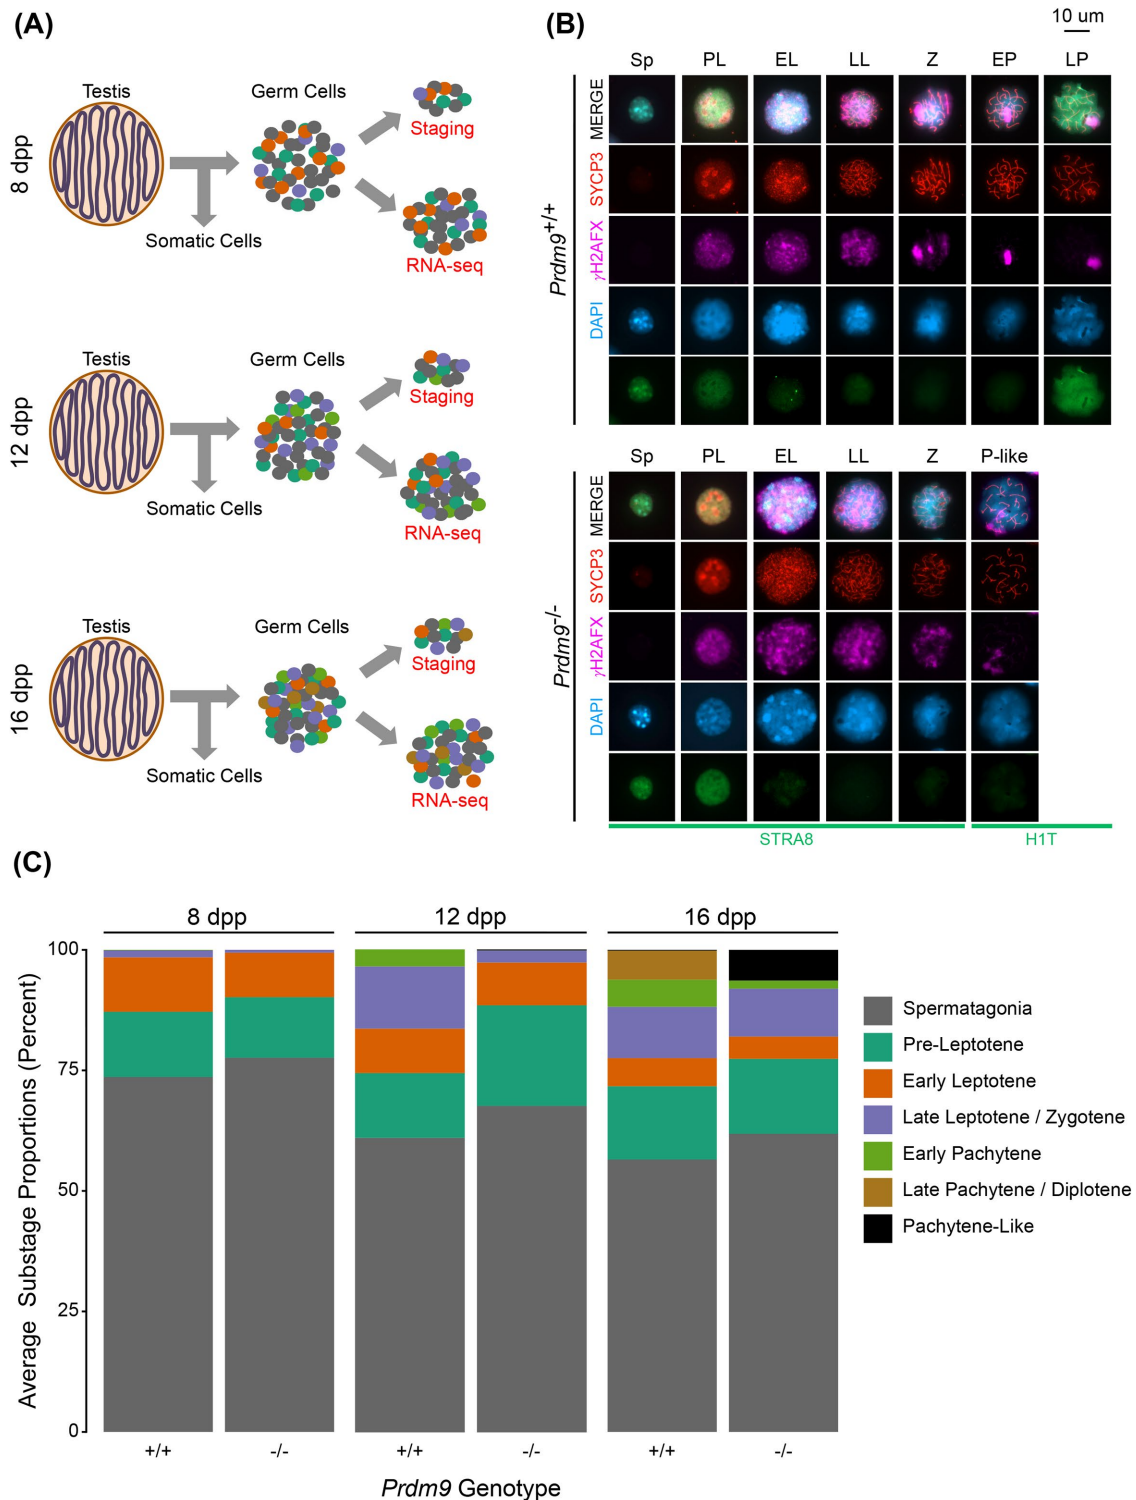 (A)
8 dpp
Testis
Germ Cells
Somatic Cells
Staging
RNA-seq
12 dpp
Testis
Germ Cells
Somatic Cells
Staging
RNA-seq
16 dpp
Testis
Germ Cells
Somatic Cells
Staging
RNA-seq
(B)
10 um
Sp PL EL LL Z EP LP
Prdm9+/+
MERGE
SYCP3
γH2AFX
DAPI
Sp PL EL LL Z P-like
Prdm9-/-
MERGE
SYCP3
γH2AFX
DAPI
STRA8 H1T
(C)
8 dpp 12 dpp 16 dpp
Average Substage Proportions (Percent)
100
75
50
25
0
+/+ -/- +/+ -/- +/+ -/-
Prdm9 Genotype
Spermatagonia
Pre-Leptotene
Early Leptotene
Late Leptotene / Zygotene
Early Pachytene
Late Pachytene / Diplotene
Pachytene-Like